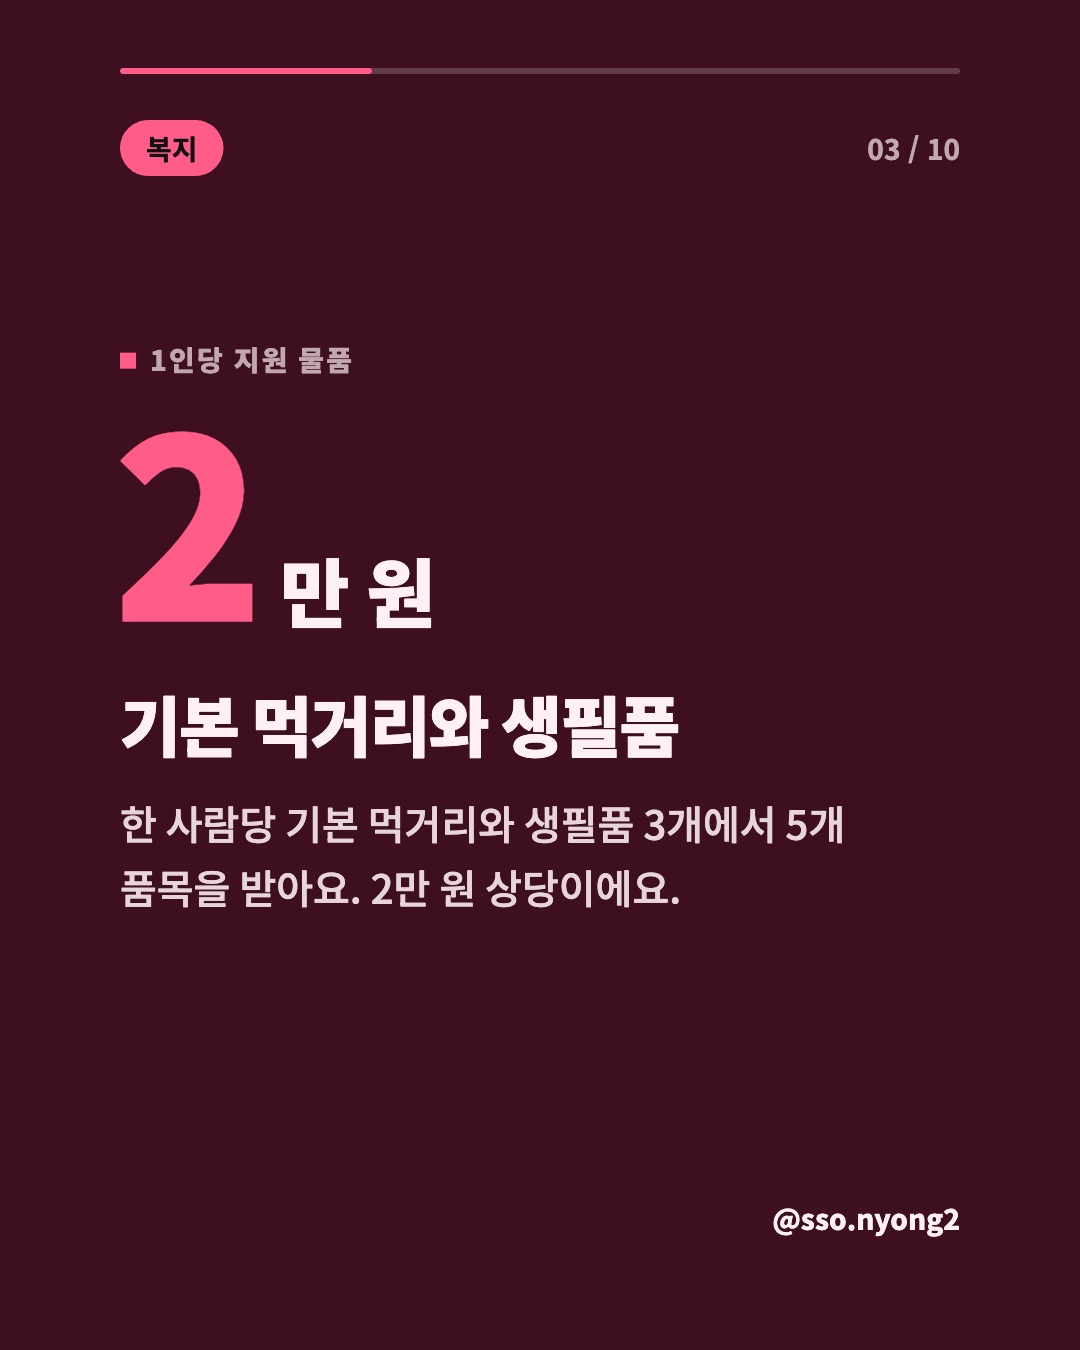 복지
03 / 10
1인당 지원 물품
2만 원
기본 먹거리와 생필품
한 사람당 기본 먹거리와 생필품 3개에서 5개
품목을 받아요. 2만 원 상당이에요.
@sso.nyong2